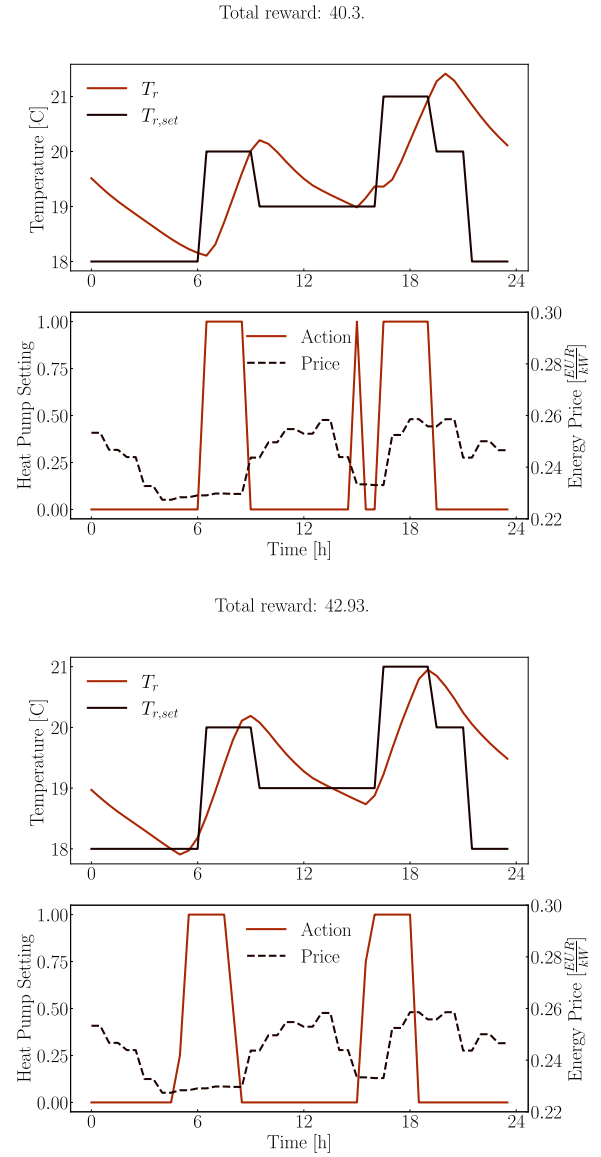 Total reward: 40.3.
Temperature [C]
21
20
19
18
T_r
T_{r,set}
0 6 12 18 24
Heat Pump Setting
1.00
0.75
0.50
0.25
0.00
Action
Price
0.30
0.28
0.26
0.24
0.22
Energy Price [EUR/kW]
0 6 12 18 24
Time [h]
Total reward: 42.93.
Temperature [C]
21
20
19
18
T_r
T_{r,set}
0 6 12 18 24
Heat Pump Setting
1.00
0.75
0.50
0.25
0.00
Action
Price
0.30
0.28
0.26
0.24
0.22
Energy Price [EUR/kW]
0 6 12 18 24
Time [h]